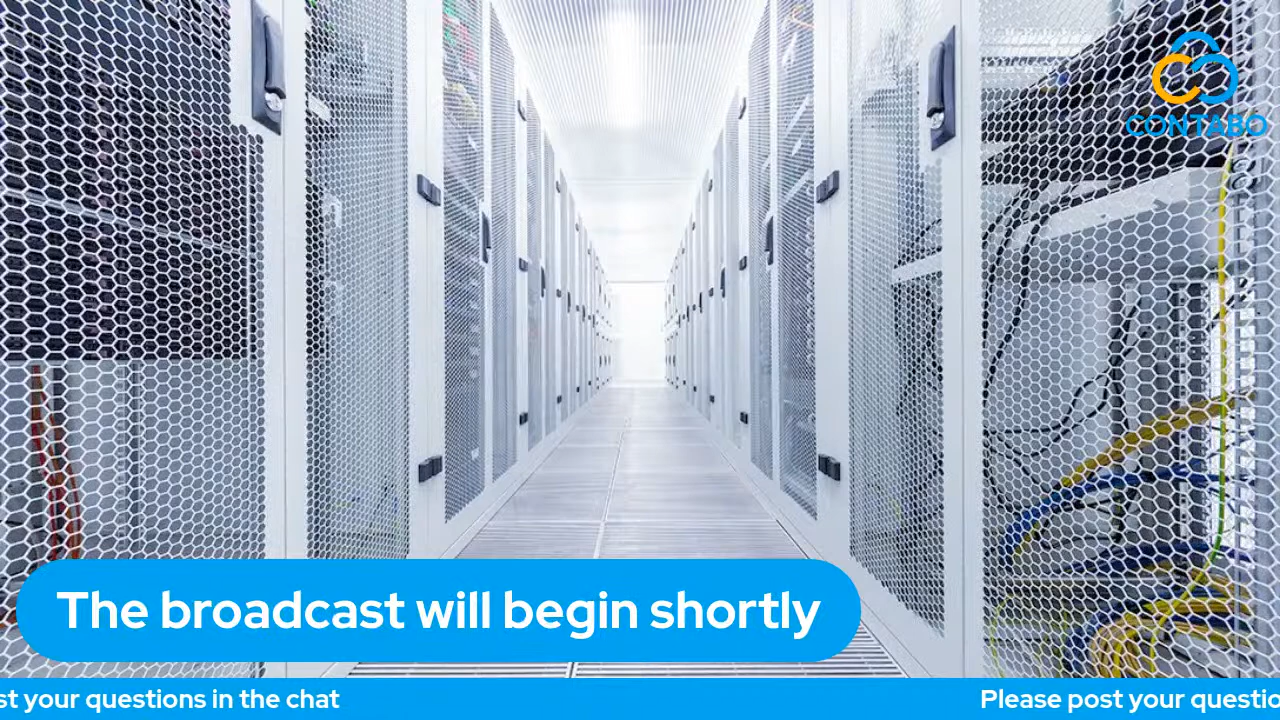 CONTABO
The broadcast will begin shortly
st your questions in the chat
Please post your questio